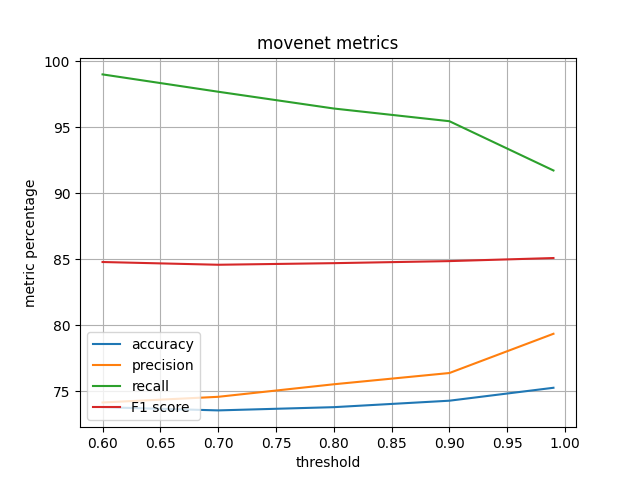 movenet metrics
metric percentage
100
95
90
85
80
75
accuracy
precision
recall
F1 score
0.60 0.65 0.70 0.75 0.80 0.85 0.90 0.95 1.00
threshold